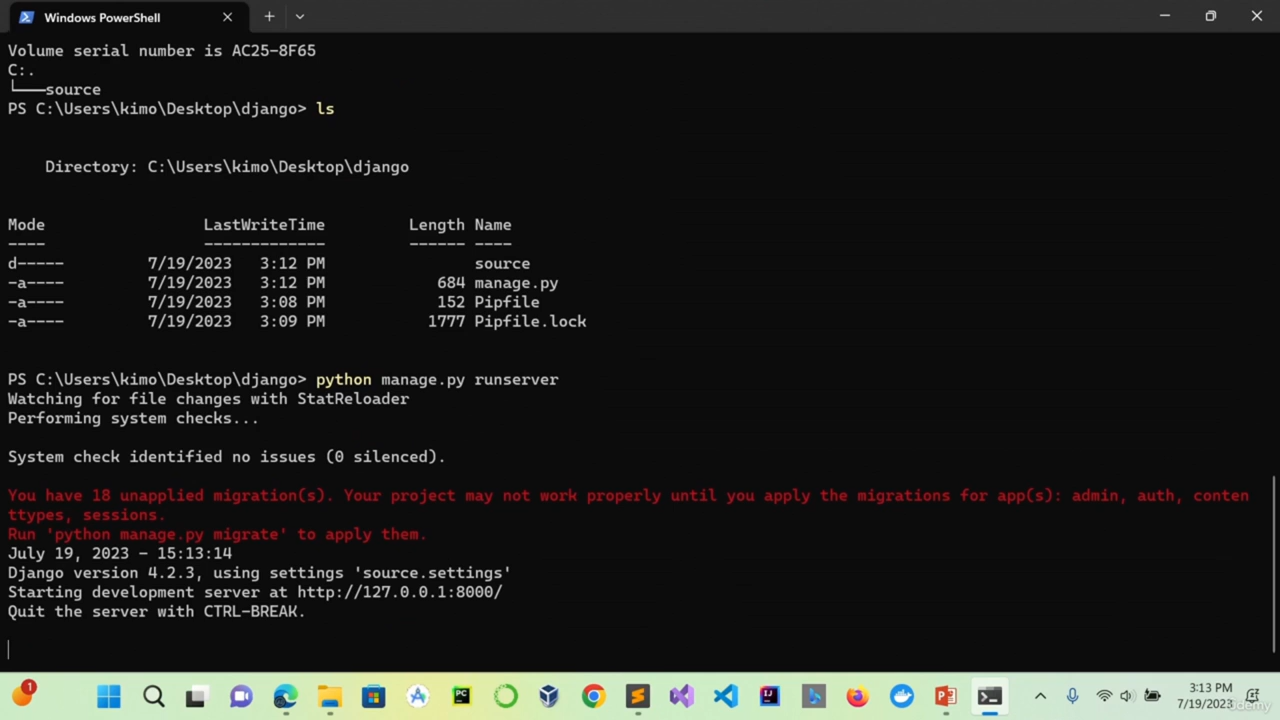 Windows PowerShell
Volume serial number is AC25-8F65
C:.
└───source
PS C:\Users\kimo\Desktop\django> ls
Directory: C:\Users\kimo\Desktop\django
Mode LastWriteTime Length Name
---- ------------- ------ ----
d----- 7/19/2023 3:12 PM source
-a---- 7/19/2023 3:12 PM 684 manage.py
-a---- 7/19/2023 3:08 PM 152 Pipfile
-a---- 7/19/2023 3:09 PM 1777 Pipfile.lock
PS C:\Users\kimo\Desktop\django> python manage.py runserver
Watching for file changes with StatReloader
Performing system checks...
System check identified no issues (0 silenced).
You have 18 unapplied migration(s). Your project may not work properly until you apply the migrations for app(s): admin, auth, conten
ttypes, sessions.
Run 'python manage.py migrate' to apply them.
July 19, 2023 - 15:13:14
Django version 4.2.3, using settings 'source.settings'
Starting development server at http://127.0.0.1:8000/
Quit the server with CTRL-BREAK.
1
PC
IJ
P
3:13 PM
7/19/2023
udemy